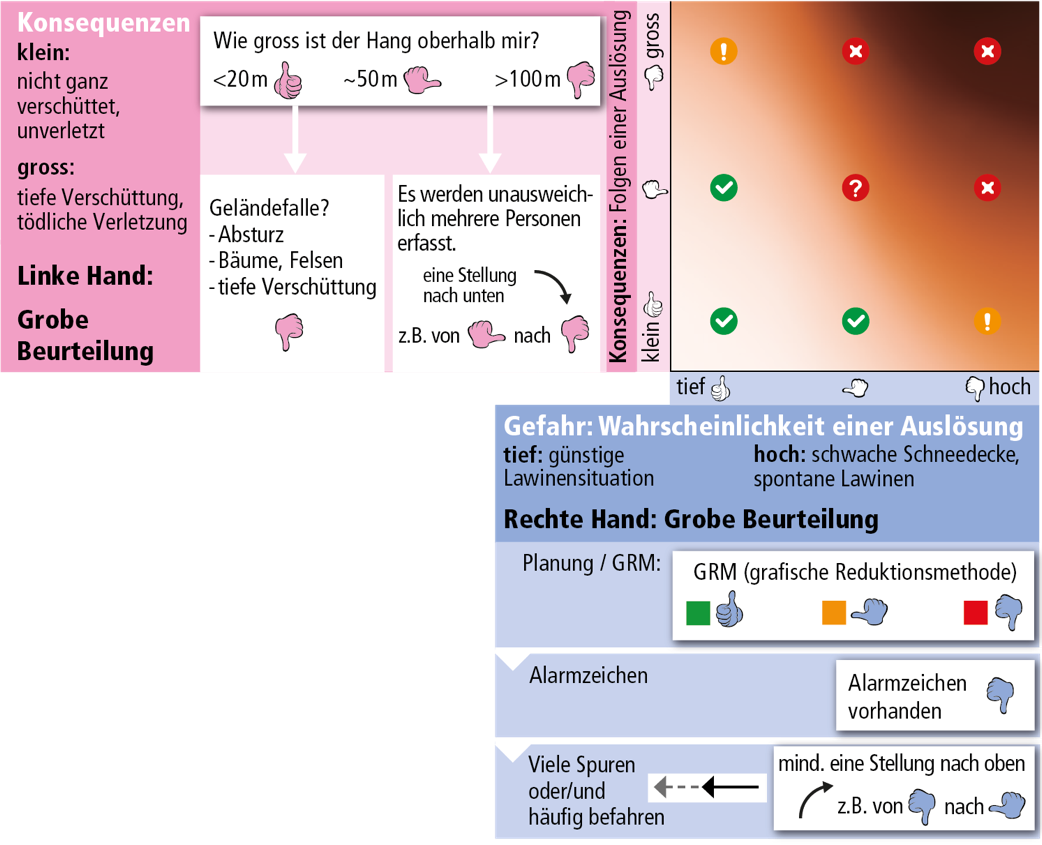 Konsequenzen
klein:
nicht ganz
verschüttet,
unverletzt
gross:
tiefe Verschüttung,
tödliche Verletzung
Linke Hand:
Grobe
Beurteilung
Wie gross ist der Hang oberhalb mir?
<20m ~50m >100m
Geländefalle?
- Absturz
- Bäume, Felsen
- tiefe Verschüttung
Es werden unausweich-
lich mehrere Personen
erfasst.
eine Stellung
nach unten
z.B. von nach
Konsequenzen: Folgen einer Auslösung
klein gross
tief hoch
Gefahr: Wahrscheinlichkeit einer Auslösung
tief: günstige
Lawinensituation
hoch: schwache Schneedecke,
spontane Lawinen
Rechte Hand: Grobe Beurteilung
Planung / GRM:
GRM (grafische Reduktionsmethode)
Alarmzeichen
Alarmzeichen
vorhanden
Viele Spuren
oder/und
häufig befahren
mind. eine Stellung nach oben
z.B. von nach